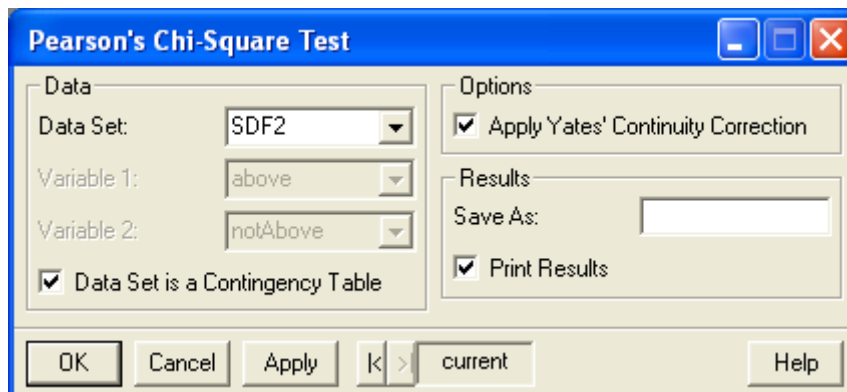 Pearson's Chi-Square Test
Data
Data Set: SDF2
Variable 1: above
Variable 2: notAbove
Data Set is a Contingency Table
Options
Apply Yates' Continuity Correction
Results
Save As:
Print Results
OK Cancel Apply current Help